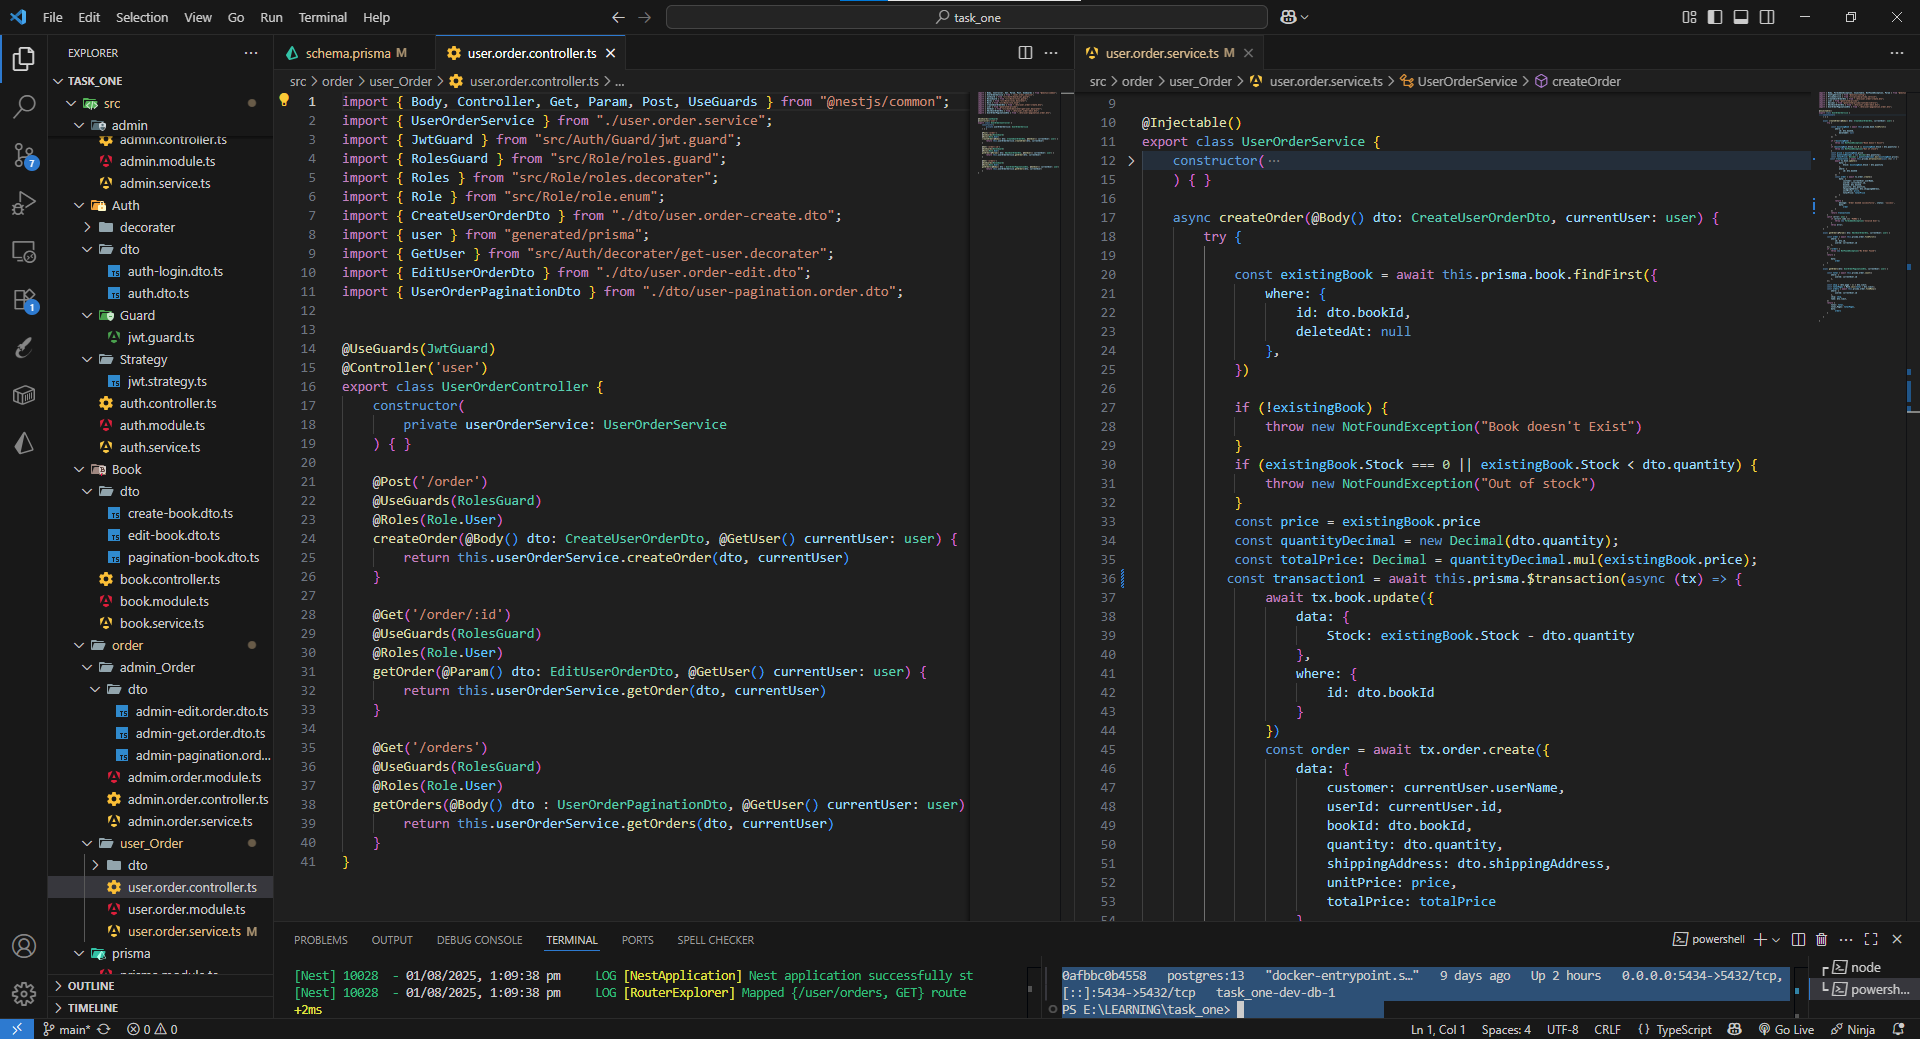 File Edit Selection View Go Run Terminal Help
task_one
EXPLORER
TASK_ONE
src
admin
admin.controller.ts
admin.module.ts
admin.service.ts
Auth
decorater
dto
auth-login.dto.ts
auth.dto.ts
Guard
jwt.guard.ts
Strategy
jwt.strategy.ts
auth.controller.ts
auth.module.ts
auth.service.ts
Book
dto
create-book.dto.ts
edit-book.dto.ts
pagination-book.dto.ts
book.controller.ts
book.module.ts
book.service.ts
order
admin_Order
dto
admin-edit.order.dto.ts
admin-get.order.dto.ts
admin-pagination.ord...
admim.order.module.ts
admin.order.controller.ts
admin.order.service.ts
user_Order
dto
user.order.controller.ts
user.order.module.ts
user.order.service.ts M
prisma
prisma.module.ts
OUTLINE
TIMELINE
7
1
schema.prisma M
user.order.controller.ts
src > order > user_Order > user.order.controller.ts > ...
1 import { Body, Controller, Get, Param, Post, UseGuards } from "@nestjs/common";
2 import { UserOrderService } from "./user.order.service";
3 import { JwtGuard } from "src/Auth/Guard/jwt.guard";
4 import { RolesGuard } from "src/Role/roles.guard";
5 import { Roles } from "src/Role/roles.decorater";
6 import { Role } from "src/Role/role.enum";
7 import { CreateUserOrderDto } from "./dto/user.order-create.dto";
8 import { user } from "generated/prisma";
9 import { GetUser } from "src/Auth/decorater/get-user.decorater";
10 import { EditUserOrderDto } from "./dto/user.order-edit.dto";
11 import { UserOrderPaginationDto } from "./dto/user-pagination.order.dto";
12
13
14 @UseGuards(JwtGuard)
15 @Controller('user')
16 export class UserOrderController {
17 constructor(
18 private userOrderService: UserOrderService
19 ) { }
20
21 @Post('/order')
22 @UseGuards(RolesGuard)
23 @Roles(Role.User)
24 createOrder(@Body() dto: CreateUserOrderDto, @GetUser() currentUser: user) {
25 return this.userOrderService.createOrder(dto, currentUser)
26 }
27
28 @Get('/order/:id')
29 @UseGuards(RolesGuard)
30 @Roles(Role.User)
31 getOrder(@Param() dto: EditUserOrderDto, @GetUser() currentUser: user) {
32 return this.userOrderService.getOrder(dto, currentUser)
33 }
34
35 @Get('/orders')
36 @UseGuards(RolesGuard)
37 @Roles(Role.User)
38 getOrders(@Body() dto : UserOrderPaginationDto, @GetUser() currentUser: user)
39 return this.userOrderService.getOrders(dto, currentUser)
40 }
41 }
user.order.service.ts M
src > order > user_Order > user.order.service.ts > UserOrderService > createOrder
9
10 @Injectable()
11 export class UserOrderService {
12 constructor(···
15 ) { }
16
17 async createOrder(@Body() dto: CreateUserOrderDto, currentUser: user) {
18 try {
19
20 const existingBook = await this.prisma.book.findFirst({
21 where: {
22 id: dto.bookId,
23 deletedAt: null
24 },
25 })
26
27 if (!existingBook) {
28 throw new NotFoundException("Book doesn't Exist")
29 }
30 if (existingBook.Stock === 0 || existingBook.Stock < dto.quantity) {
31 throw new NotFoundException("Out of stock")
32 }
33 const price = existingBook.price
34 const quantityDecimal = new Decimal(dto.quantity);
35 const totalPrice: Decimal = quantityDecimal.mul(existingBook.price);
36 const transaction1 = await this.prisma.$transaction(async (tx) => {
37 await tx.book.update({
38 data: {
39 Stock: existingBook.Stock - dto.quantity
40 },
41 where: {
42 id: dto.bookId
43 }
44 })
45 const order = await tx.order.create({
46 data: {
47 customer: currentUser.userName,
48 userId: currentUser.id,
49 bookId: dto.bookId,
50 quantity: dto.quantity,
51 shippingAddress: dto.shippingAddress,
52 unitPrice: price,
53 totalPrice: totalPrice
54 }
PROBLEMS OUTPUT DEBUG CONSOLE TERMINAL PORTS SPELL CHECKER
powershell
[Nest] 10028 - 01/08/2025, 1:09:38 pm LOG [NestApplication] Nest application successfully st
[Nest] 10028 - 01/08/2025, 1:09:38 pm LOG [RouterExplorer] Mapped {/user/orders, GET} route
+2ms
0afbbc0b4558 postgres:13 "docker-entrypoint.s…" 9 days ago Up 2 hours 0.0.0.0:5434->5432/tcp,
[::]:5434->5432/tcp task_one-dev-db-1
PS E:\LEARNING\task_one>
node
powersh...
main* 0 0
Ln 1, Col 1 Spaces: 4 UTF-8 CRLF {} TypeScript Go Live Ninja